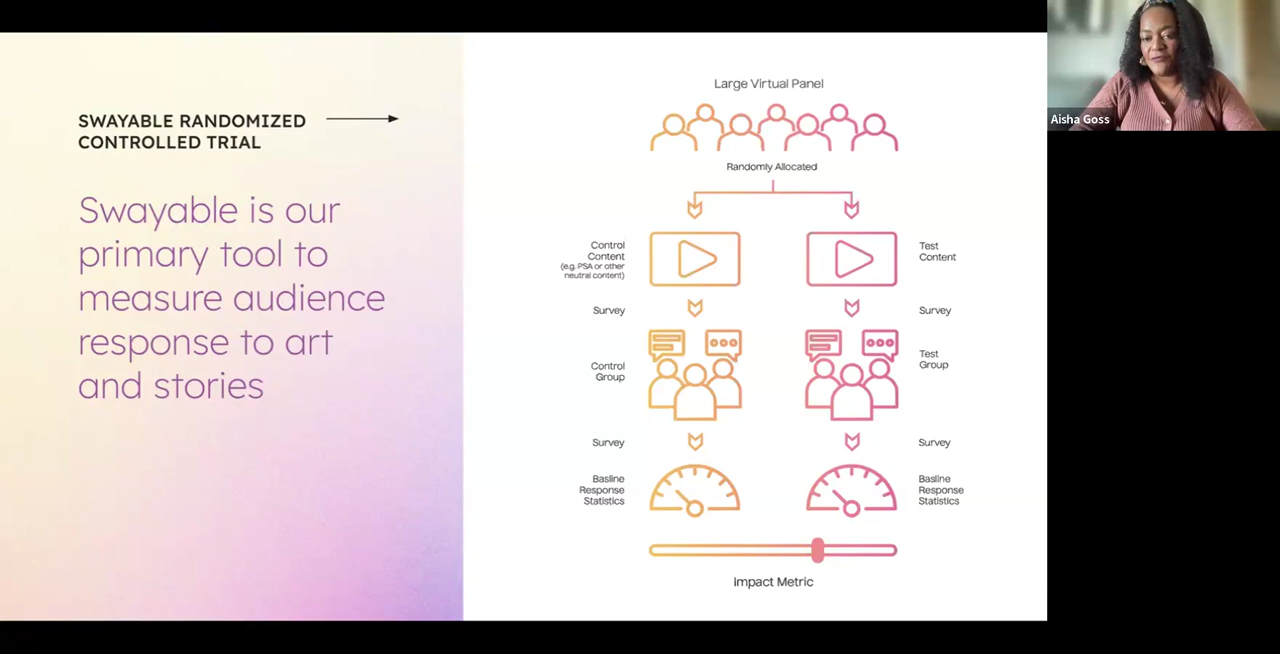 SWAYABLE RANDOMIZED
CONTROLLED TRIAL
Swayable is our
primary tool to
measure audience
response to art
and stories
Large Virtual Panel
Randomly Allocated
Control
Content
(e.g. PSA or other
neutral content)
Test
Content
Survey
Survey
Control
Group
Test
Group
Survey
Survey
Basline
Response
Statistics
Basline
Response
Statistics
Impact Metric
Aisha Goss